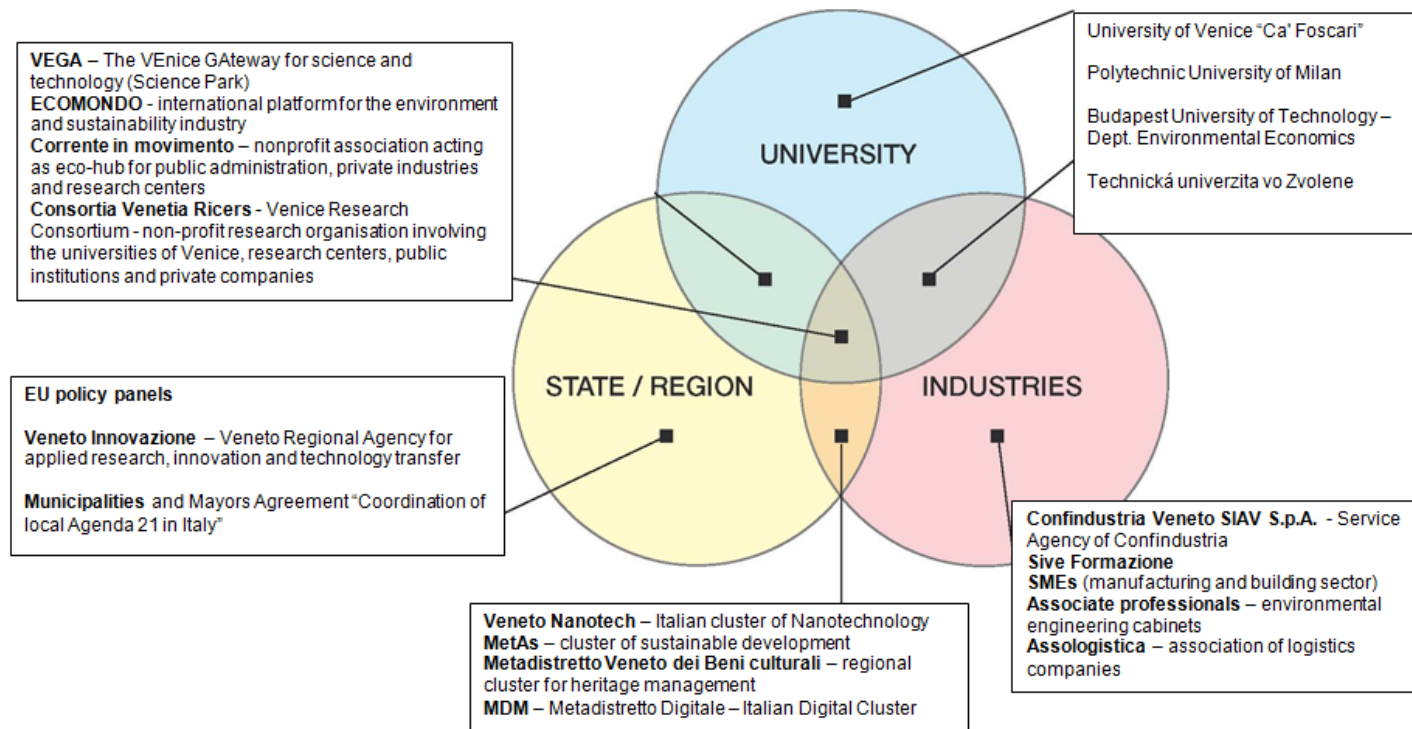 VEGA – The VEnice GAteway for science and
technology (Science Park)
ECOMONDO - international platform for the environment
and sustainability industry
Corrente in movimento – nonprofit association acting
as eco-hub for public administration, private industries
and research centers
Consortia Venetia Ricers - Venice Research
Consortium - non-profit research organisation involving
the universities of Venice, research centers, public
institutions and private companies
University of Venice “Ca' Foscari”
Polytechnic University of Milan
Budapest University of Technology –
Dept. Environmental Economics
Technická univerzita vo Zvolene
UNIVERSITY
STATE / REGION
INDUSTRIES
EU policy panels
Veneto Innovazione – Veneto Regional Agency for
applied research, innovation and technology transfer
Municipalities and Mayors Agreement “Coordination of
local Agenda 21 in Italy”
Veneto Nanotech – Italian cluster of Nanotechnology
MetAs – cluster of sustainable development
Metadistretto Veneto dei Beni culturali – regional
cluster for heritage management
MDM – Metadistretto Digitale – Italian Digital Cluster
Confindustria Veneto SIAV S.p.A. - Service
Agency of Confindustria
Sive Formazione
SMEs (manufacturing and building sector)
Associate professionals – environmental
engineering cabinets
Assologistica – association of logistics
companies